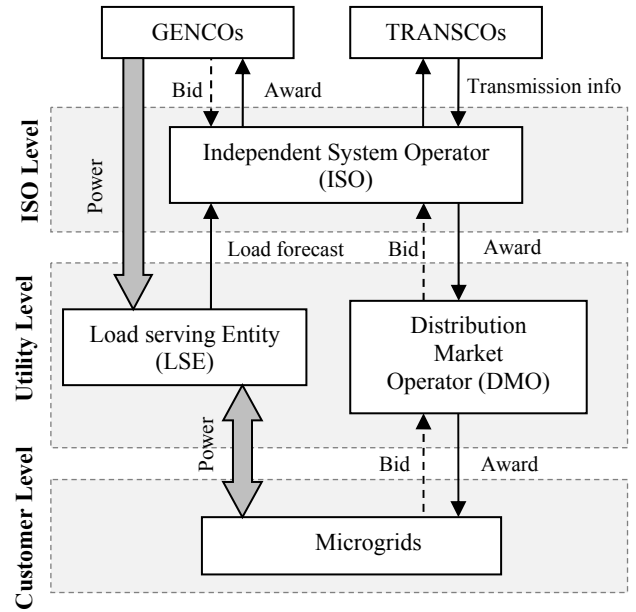 GENCOs
TRANSCOs
Bid
Award
Transmission info
ISO Level
Independent System Operator
(ISO)
Power
Load forecast
Bid
Award
Utility Level
Load serving Entity
(LSE)
Distribution
Market
Operator (DMO)
Power
Bid
Award
Customer Level
Microgrids